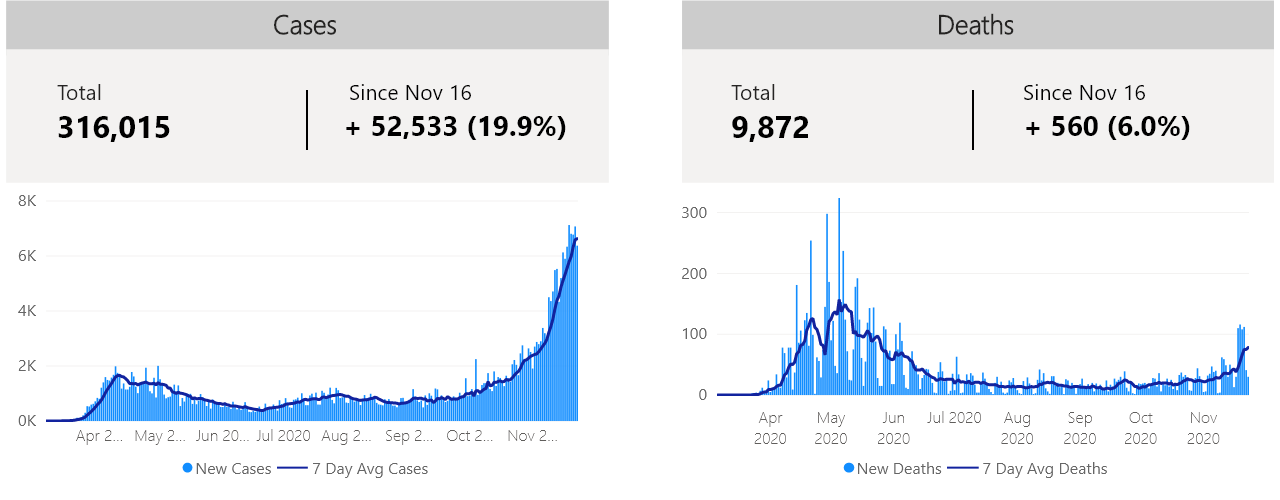 Cases
Total
Since Nov 16
316,015
+ 52,533 (19.9%)
8K
6K
4K
2K
0K
Apr 2... May 2... Jun 20... Jul 2020 Aug 2... Sep 2... Oct 2... Nov 2...
New Cases 7 Day Avg Cases
Deaths
Total
Since Nov 16
9,872
+ 560 (6.0%)
300
200
100
0
Apr May Jun Jul 2020 Aug Sep Oct Nov
2020 2020 2020 2020 2020 2020 2020
New Deaths 7 Day Avg Deaths